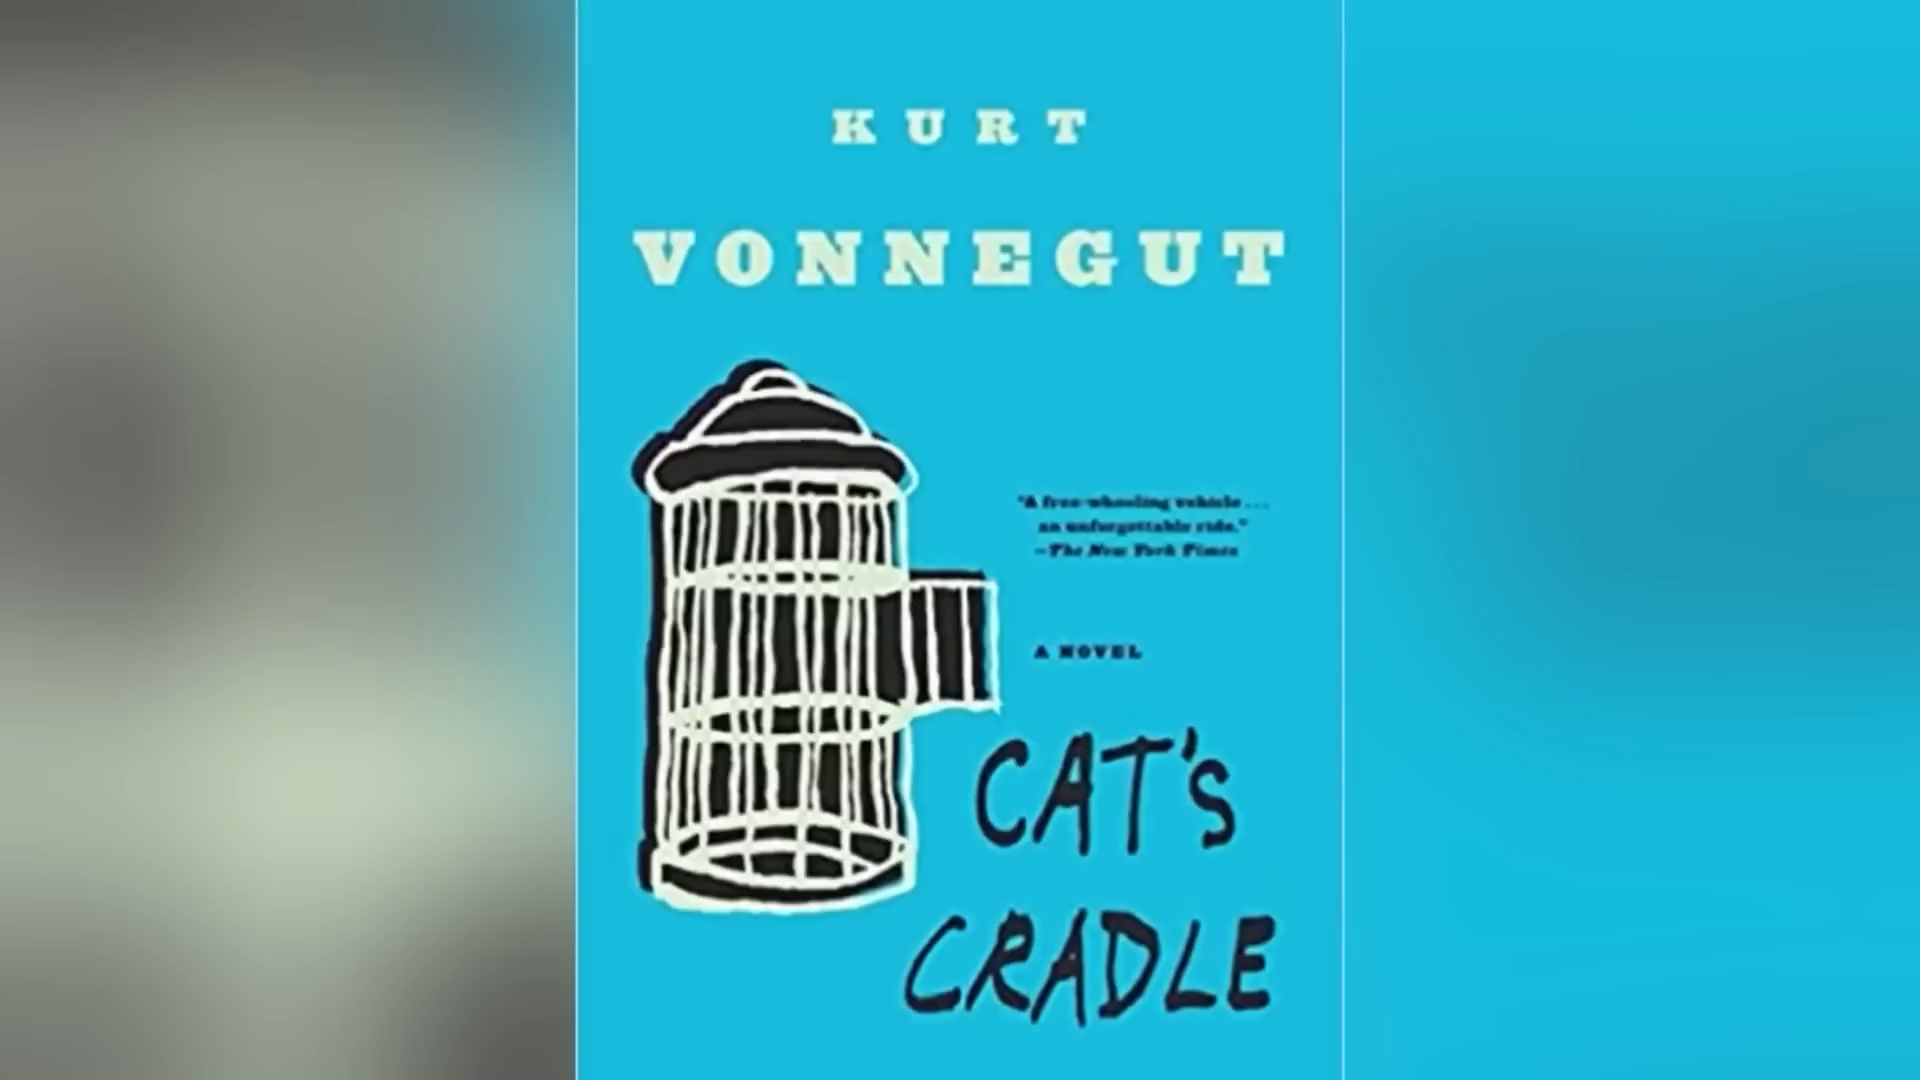 KURT
VONNEGUT
"A free-wheeling vehicle...
an unforgettable ride."
—The New York Times
A NOVEL
CAT'S
CRADLE